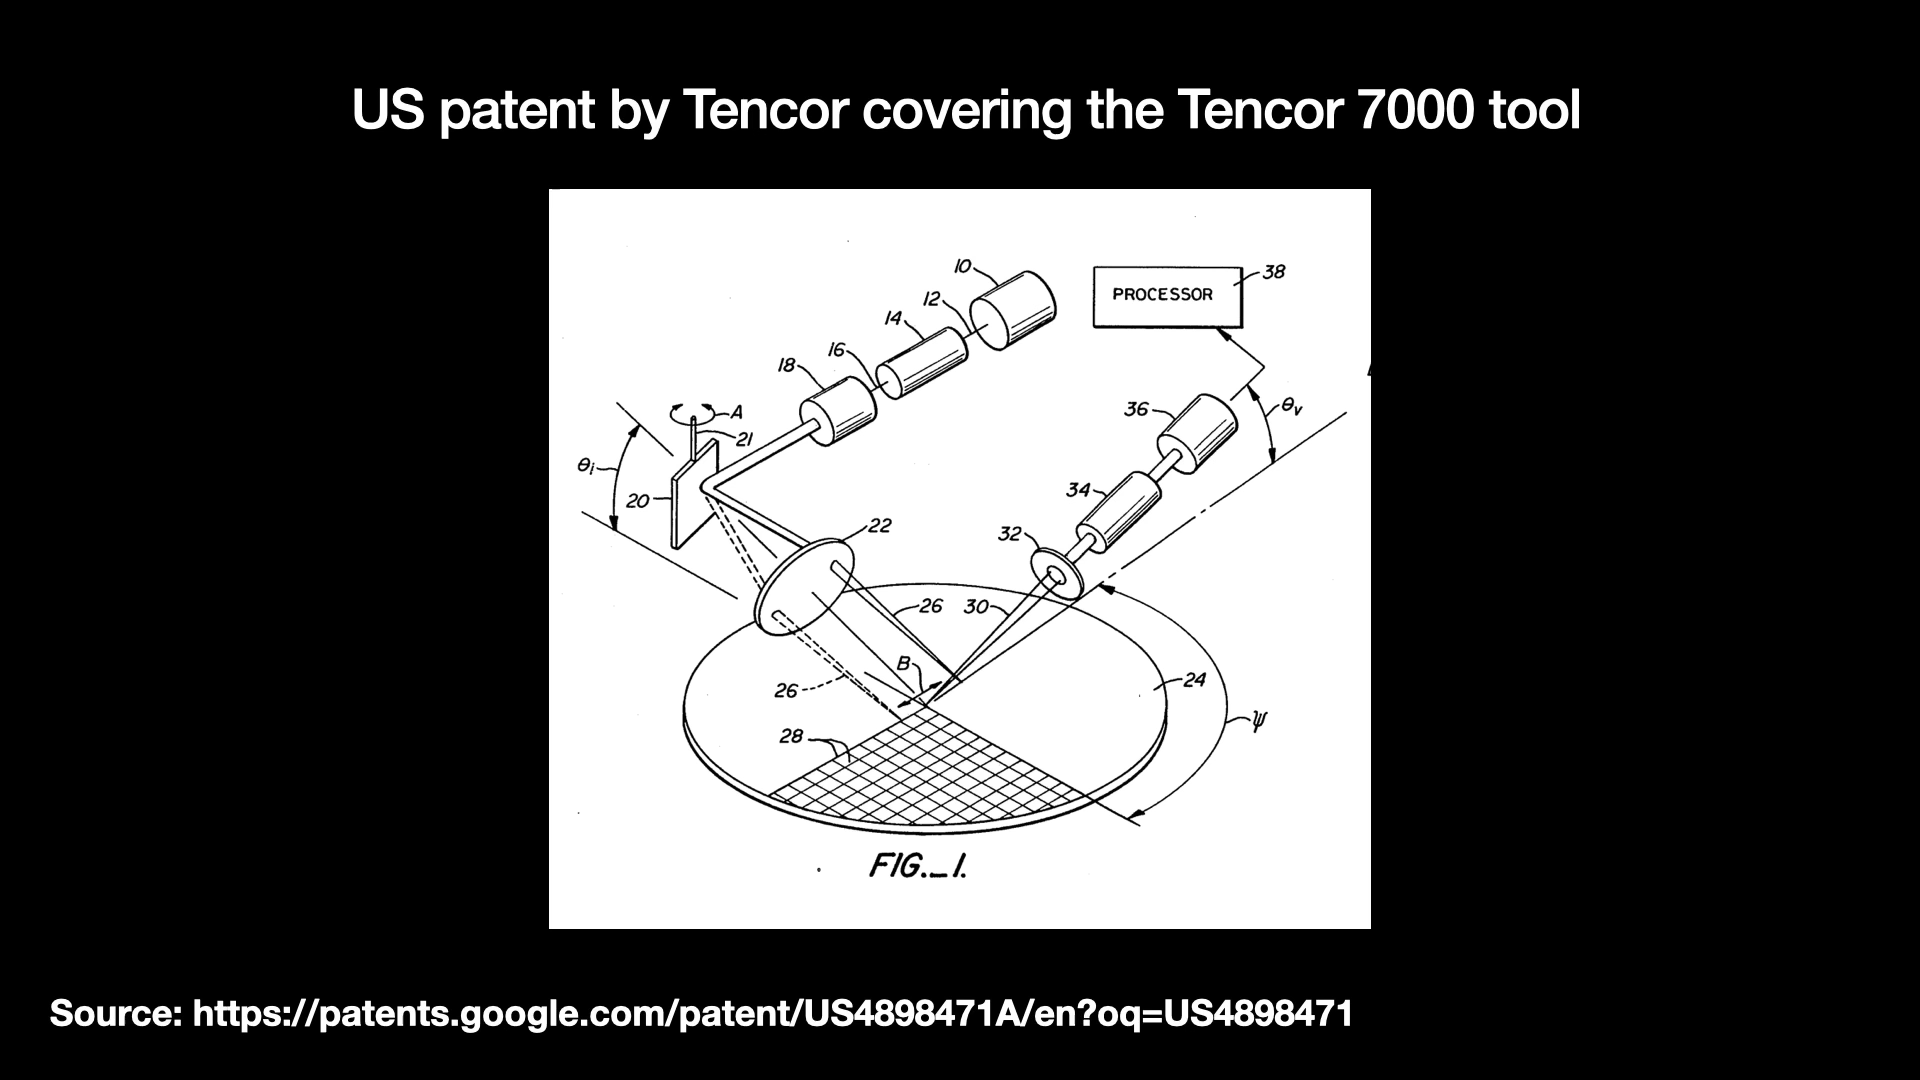 US patent by Tencor covering the Tencor 7000 tool
10
38
PROCESSOR
12
14
16
18
36
θv
A
21
θi
20
34
22
32
26
30
B
24
26
ψ
28
FIG._1.
Source: https://patents.google.com/patent/US4898471A/en?oq=US4898471